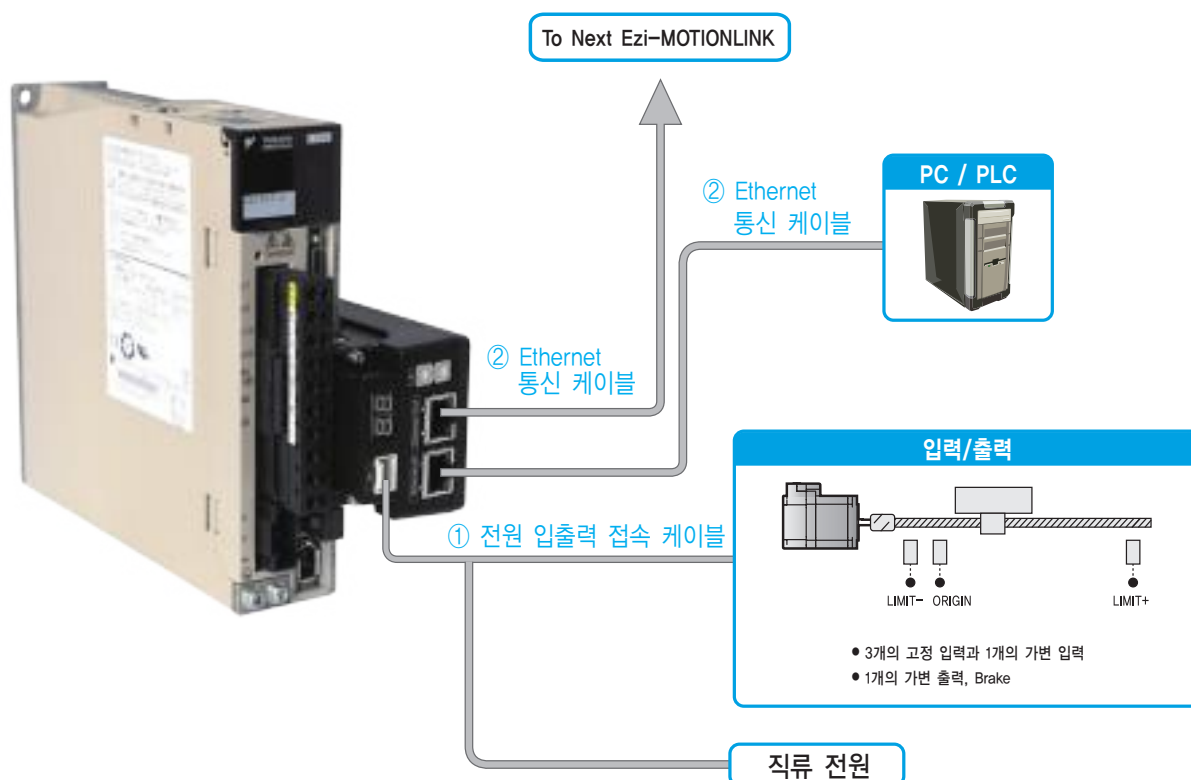 To Next Ezi-MOTIONLINK
PC / PLC
② Ethernet
통신 케이블
② Ethernet
통신 케이블
입력/출력
① 전원 입출력 접속 케이블
LIMIT-
ORIGIN
LIMIT+
● 3개의 고정 입력과 1개의 가변 입력
● 1개의 가변 출력, Brake
직류 전원